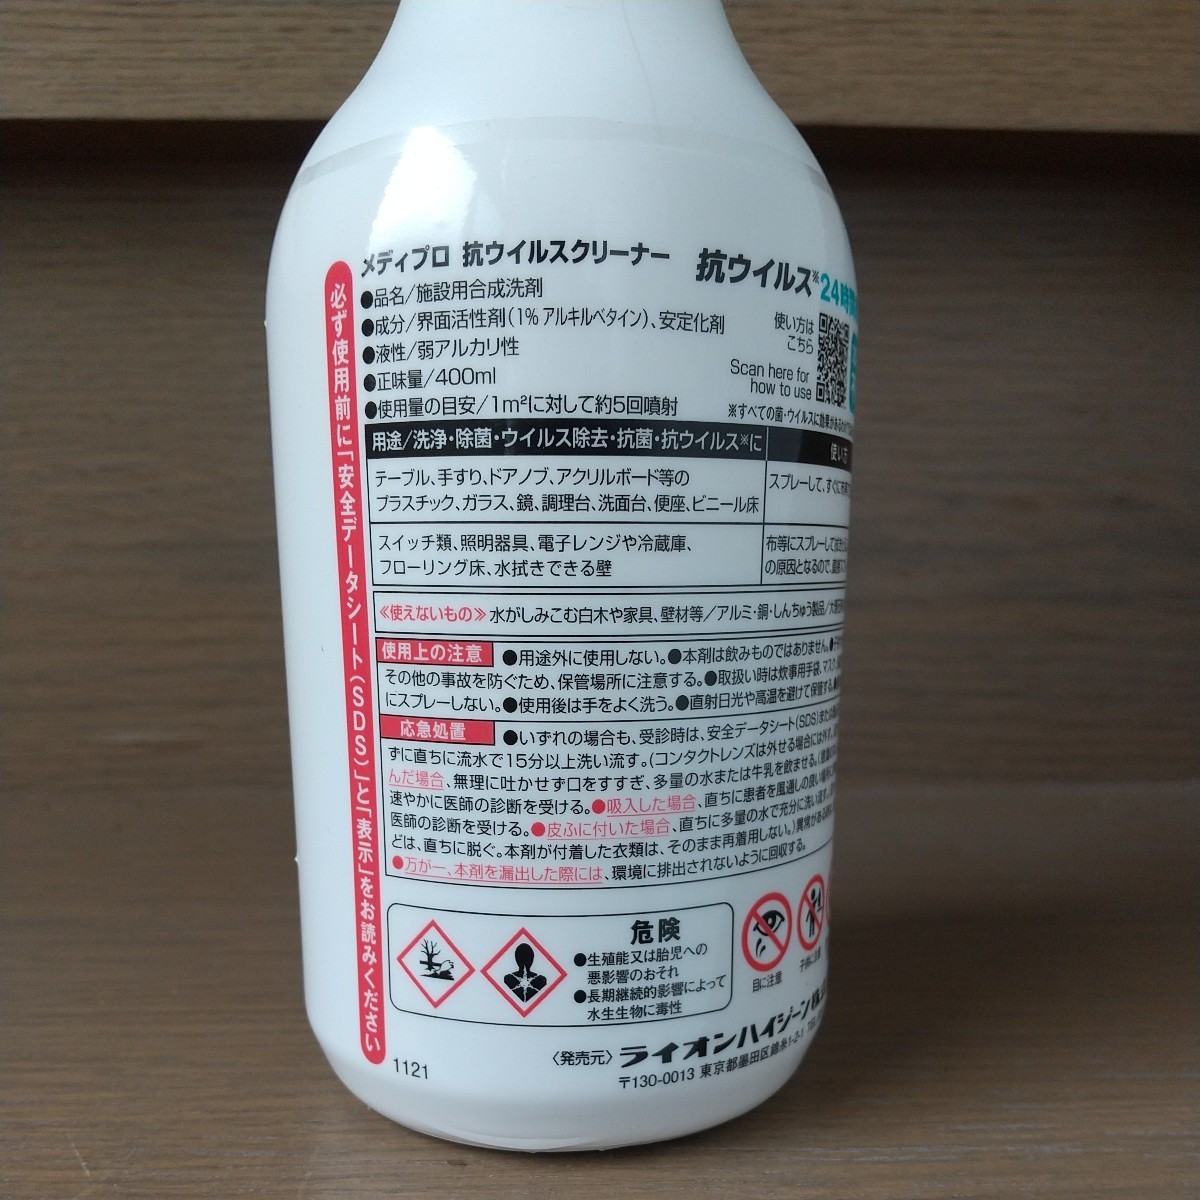 必ず使用前に「安全データシート(SDS)」と「表示」をお読みください
メディプロ 抗ウイルスクリーナー
●品名/施設用合成洗剤
●成分/界面活性剤(1% アルキルベタイン)、安定化剤
●液性/弱アルカリ性
●正味量/400ml
●使用量の目安/1m²に対して約5回噴射
抗ウイルス※24時間
使い方は
こちら
Scan here for
how to use
※すべての菌・ウイルスに効果があるわけ
用途/洗浄・除菌・ウイルス除去・抗菌・抗ウイルス※に
使い方
テーブル、手すり、ドアノブ、アクリルボード等の
プラスチック、ガラス、鏡、調理台、洗面台、便座、ビニール床
スプレーして、すぐに
スイッチ類、照明器具、電子レンジや冷蔵庫、
フローリング床、水拭きできる壁
布等にスプレーして
の原因となるので、
≪使えないもの≫ 水がしみこむ白木や家具、壁材等/アルミ・銅・しんちゅう製品/
使用上の注意 ●用途外に使用しない。●本剤は飲みものではありません。●
その他の事故を防ぐため、保管場所に注意する。●取扱い時は炊事用手袋、マスク、
にスプレーしない。●使用後は手をよく洗う。●直射日光や高温を避けて保管する。
応急処置 ●いずれの場合も、受診時は、安全データシート(SDS)また
ずに直ちに流水で15分以上洗い流す。(コンタクトレンズは外せる場合には外す。
んだ場合、無理に吐かせず口をすすぎ、多量の水または牛乳を飲ませる。
速やかに医師の診断を受ける。●吸入した場合、直ちに患者を風通しの良い場所
医師の診断を受ける。●皮ふに付いた場合、直ちに多量の水で充分に洗い流す。
どは、直ちに脱ぐ。本剤が付着した衣類は、そのまま再着用しない。)異常がある
●万が一、本剤を漏出した際には、環境に排出されないように回収する。
危険
●生殖能又は胎児への
悪影響のおそれ
●長期継続的影響によって
水生生物に毒性
目に注意
子供に注意
〈発売元〉 ライオンハイジーン株式
〒130-0013 東京都墨田区錦糸1-2-1
1121